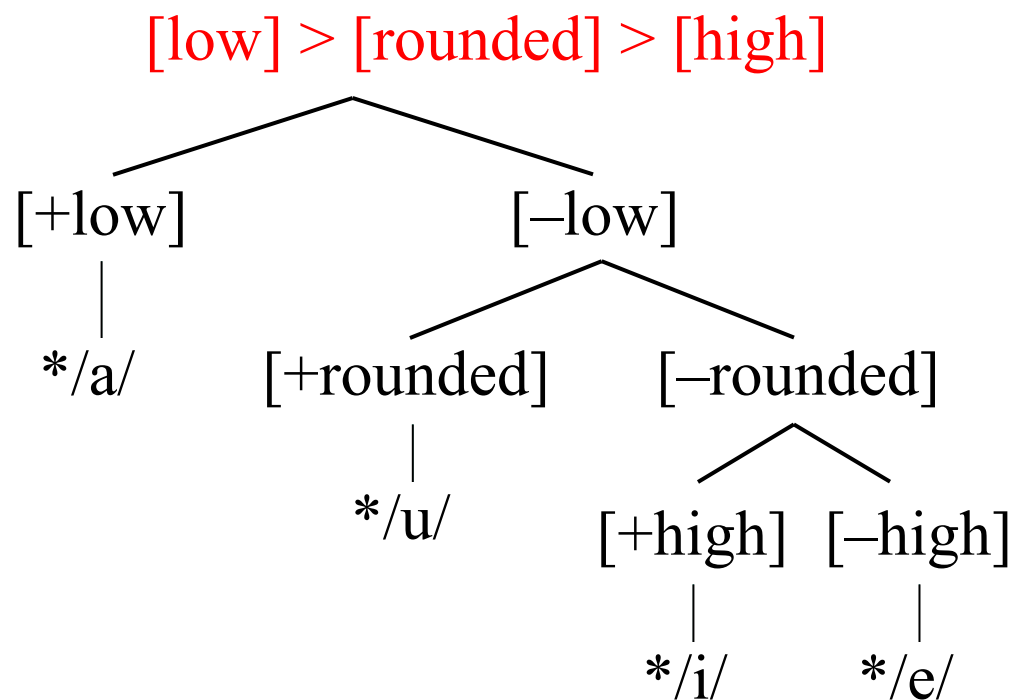 [low] > [rounded] > [high]
[+low] [–low]
*/a/ [+rounded] [–rounded]
*/u/ [+high] [–high]
*/i/ */e/